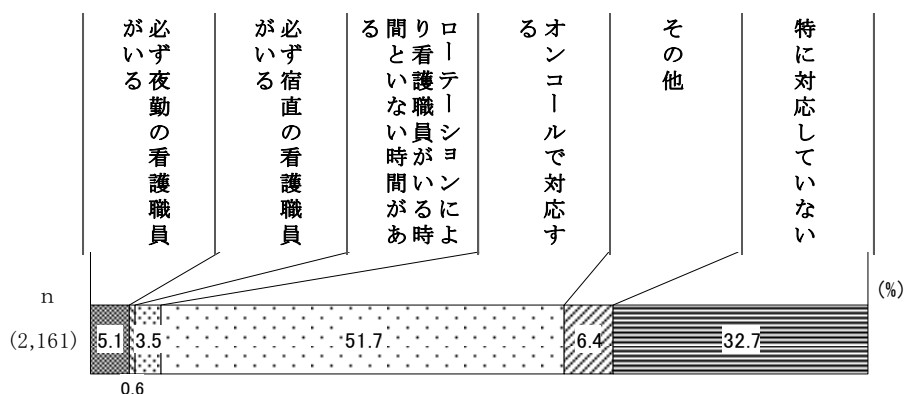 必ず夜勤の看護職員
がいる
必ず宿直の看護職員
がいる
ローテーションによ
り看護職員がいる時
間といない時間があ
る
オンコールで対応す
る
その他
特に対応していない
(%)
n
(2,161)
5.1
3.5
51.7
6.4
32.7
0.6